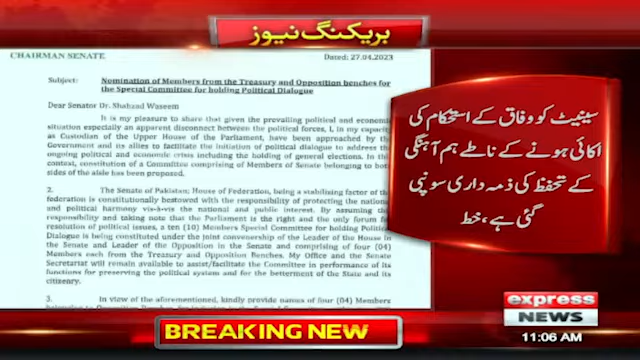 بریکنگ نیوز
CHAIRMAN SENATE
Dated: 27.04.2023
Subject: Nomination of Members from the Treasury and Opposition benches for
the Special Committee for holding Political Dialogue
Dear Senator Dr. Shahzad Waseem
It is my pleasure to share that given the prevailing political and economic
situation especially an apparent disconnect between the political forces, I, in my capacity
as Custodian of the Upper House of the Parliament, have been approached by the
Government and its allies to facilitate the initiation of political dialogue to address the
ongoing political and economic crisis including the holding of general elections. In this
context, constitution of a Committee comprising of Members of Senate belonging to both
sides of the aisle has been proposed.
2. The Senate of Pakistan; House of Federation, being a stabilising factor of the
federation is constitutionally bestowed with the responsibility of protecting the national
and political harmony vis-à-vis the national and public interest. By assuming the
responsibility and taking note that the Parliament is the right and the only forum for
resolution of political issues, a ten (10) Members Special Committee for holding Political
Dialogue is being constituted under the joint convenership of the Leader of the House in
the Senate and Leader of the Opposition in the Senate and comprising of four (04)
Members each from the Treasury and Opposition Benches. My Office and the Senate
Secretariat will remain available to assist/facilitate the Committee in performance of its
functions for preserving the political system and for the betterment of the State and its
citizenry.
3. In view of the aforementioned, kindly provide names of four (04) Members
سینیٹ کو وفاق کے استحکام کی
اکائی ہونے کے ناطے ہم آہنگی
کے تحفظ کی ذمہ داری سونپی
گئی ہے، خط
express
NEWS
11:06 AM
BREAKING NEW